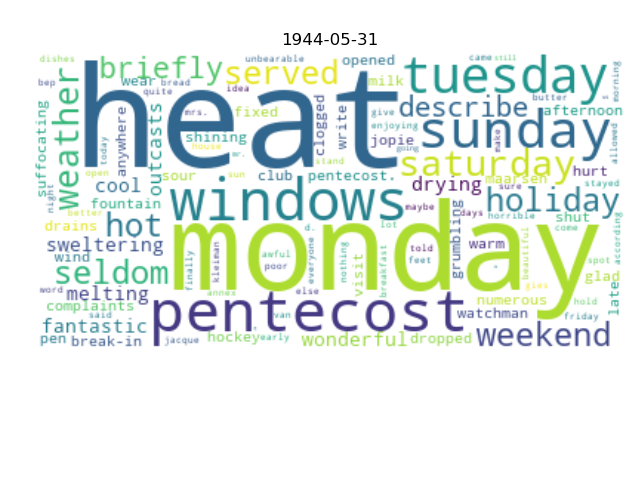 1944-05-31
dishes
briefly
served
unbearable
opened
came
still
tuesday
bep
wear
bread
quite
idea
milk
butter
i
morning
heat
weather
suffocating
anywhere
outcasts
mrs.
fixed
clogged
write
give
describe
afternoon
enjoying
jopie
going
sunday
make
allowed
today
shining
house
mr.
stand
saturday
open
cool
sour
sun
club
pentecost.
drying
maarsen
sure
hurt
stayed
night
fountain
windows
maybe
days
holiday
better
drains
hot
d.
lot
horrible
shut
come
according
sweltering
monday
told
feet
grumbling
warm
beautiful
spot
wind
finally
kleiman
awful
poor
everyone
nothing
visit
breakfast
glad
seldom
gies
late
word
melting
annex
else
pentecost
numerous
hold
complaints
said
van
watchman
friday
fantastic
pen
break-in
jacque
hockey
early
wonderful
dropped
weekend